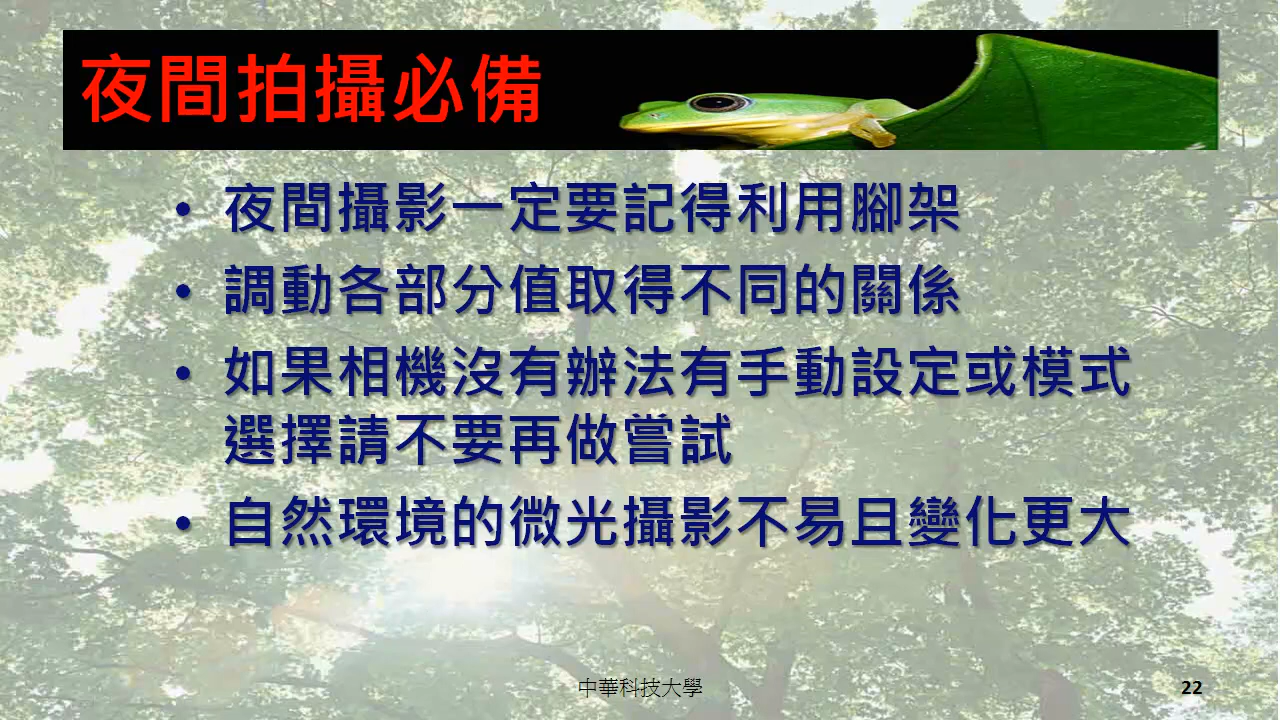 夜間拍攝必備
• 夜間攝影一定要記得利用腳架
• 調動各部分值取得不同的關係
• 如果相機沒有辦法有手動設定或模式
選擇請不要再做嘗試
• 自然環境的微光攝影不易且變化更大
中華科技大學
22